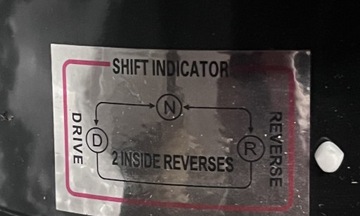 SHIFT INDICATOR
N
DRIVE
D
R
REVERSE
2 INSIDE REVERSES